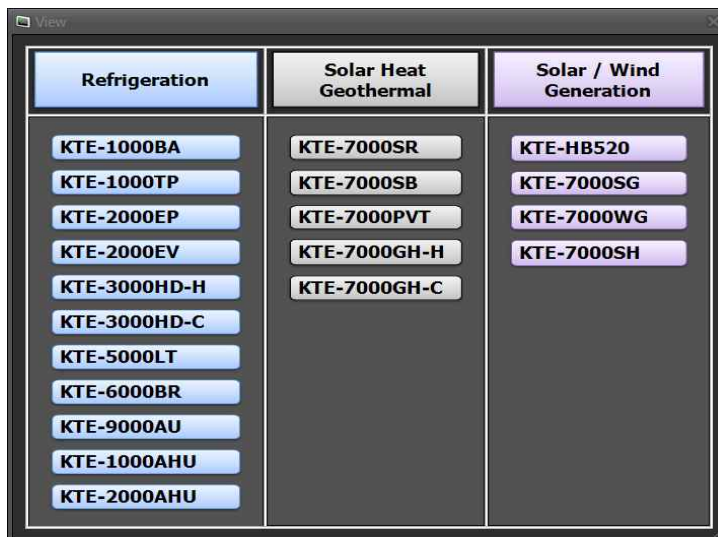 View
Refrigeration
KTE-1000BA
KTE-1000TP
KTE-2000EP
KTE-2000EV
KTE-3000HD-H
KTE-3000HD-C
KTE-5000LT
KTE-6000BR
KTE-9000AU
KTE-1000AHU
KTE-2000AHU
Solar Heat
Geothermal
KTE-7000SR
KTE-7000SB
KTE-7000PVT
KTE-7000GH-H
KTE-7000GH-C
Solar / Wind
Generation
KTE-HB520
KTE-7000SG
KTE-7000WG
KTE-7000SH